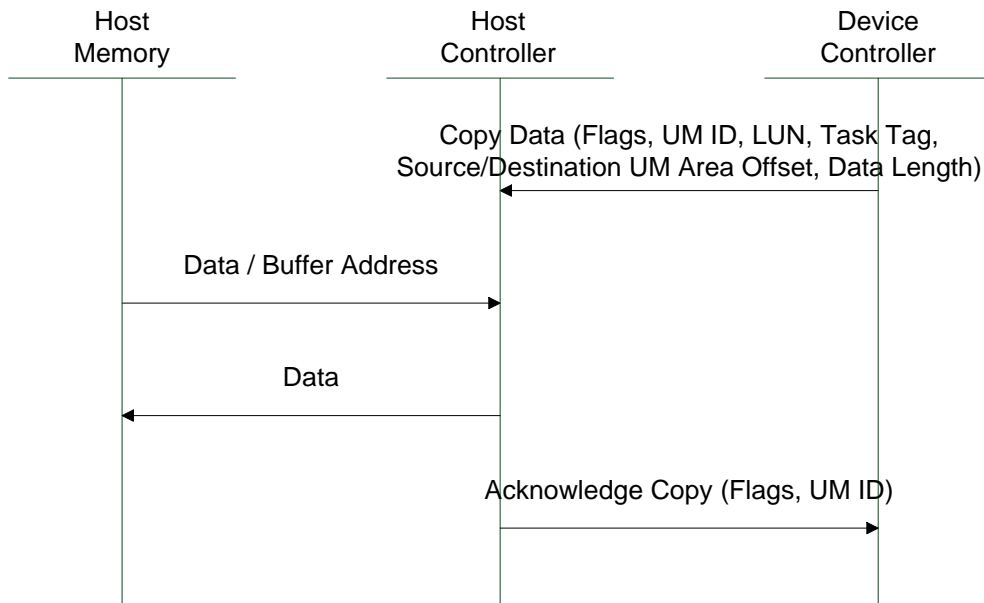 Host
Memory
Host
Controller
Device
Controller
Copy Data (Flags, UM ID, LUN, Task Tag,
Source/Destination UM Area Offset, Data Length)
Data / Buffer Address
Data
Acknowledge Copy (Flags, UM ID)